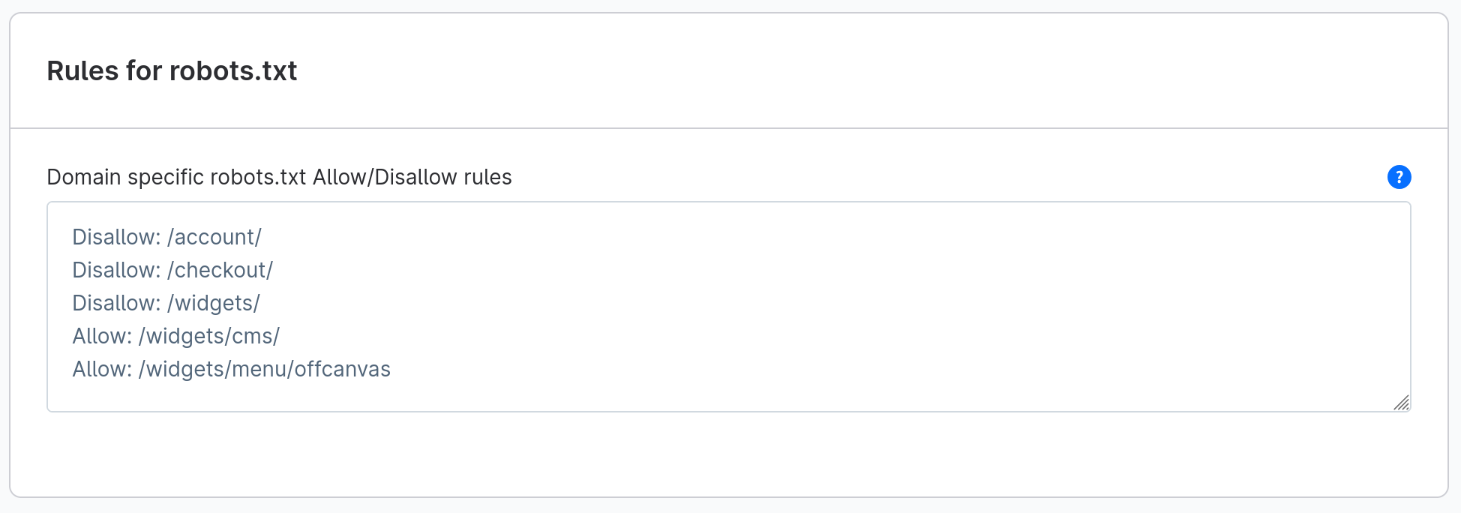 Rules for robots.txt
Domain specific robots.txt Allow/Disallow rules
?
Disallow: /account/
Disallow: /checkout/
Disallow: /widgets/
Allow: /widgets/cms/
Allow: /widgets/menu/offcanvas